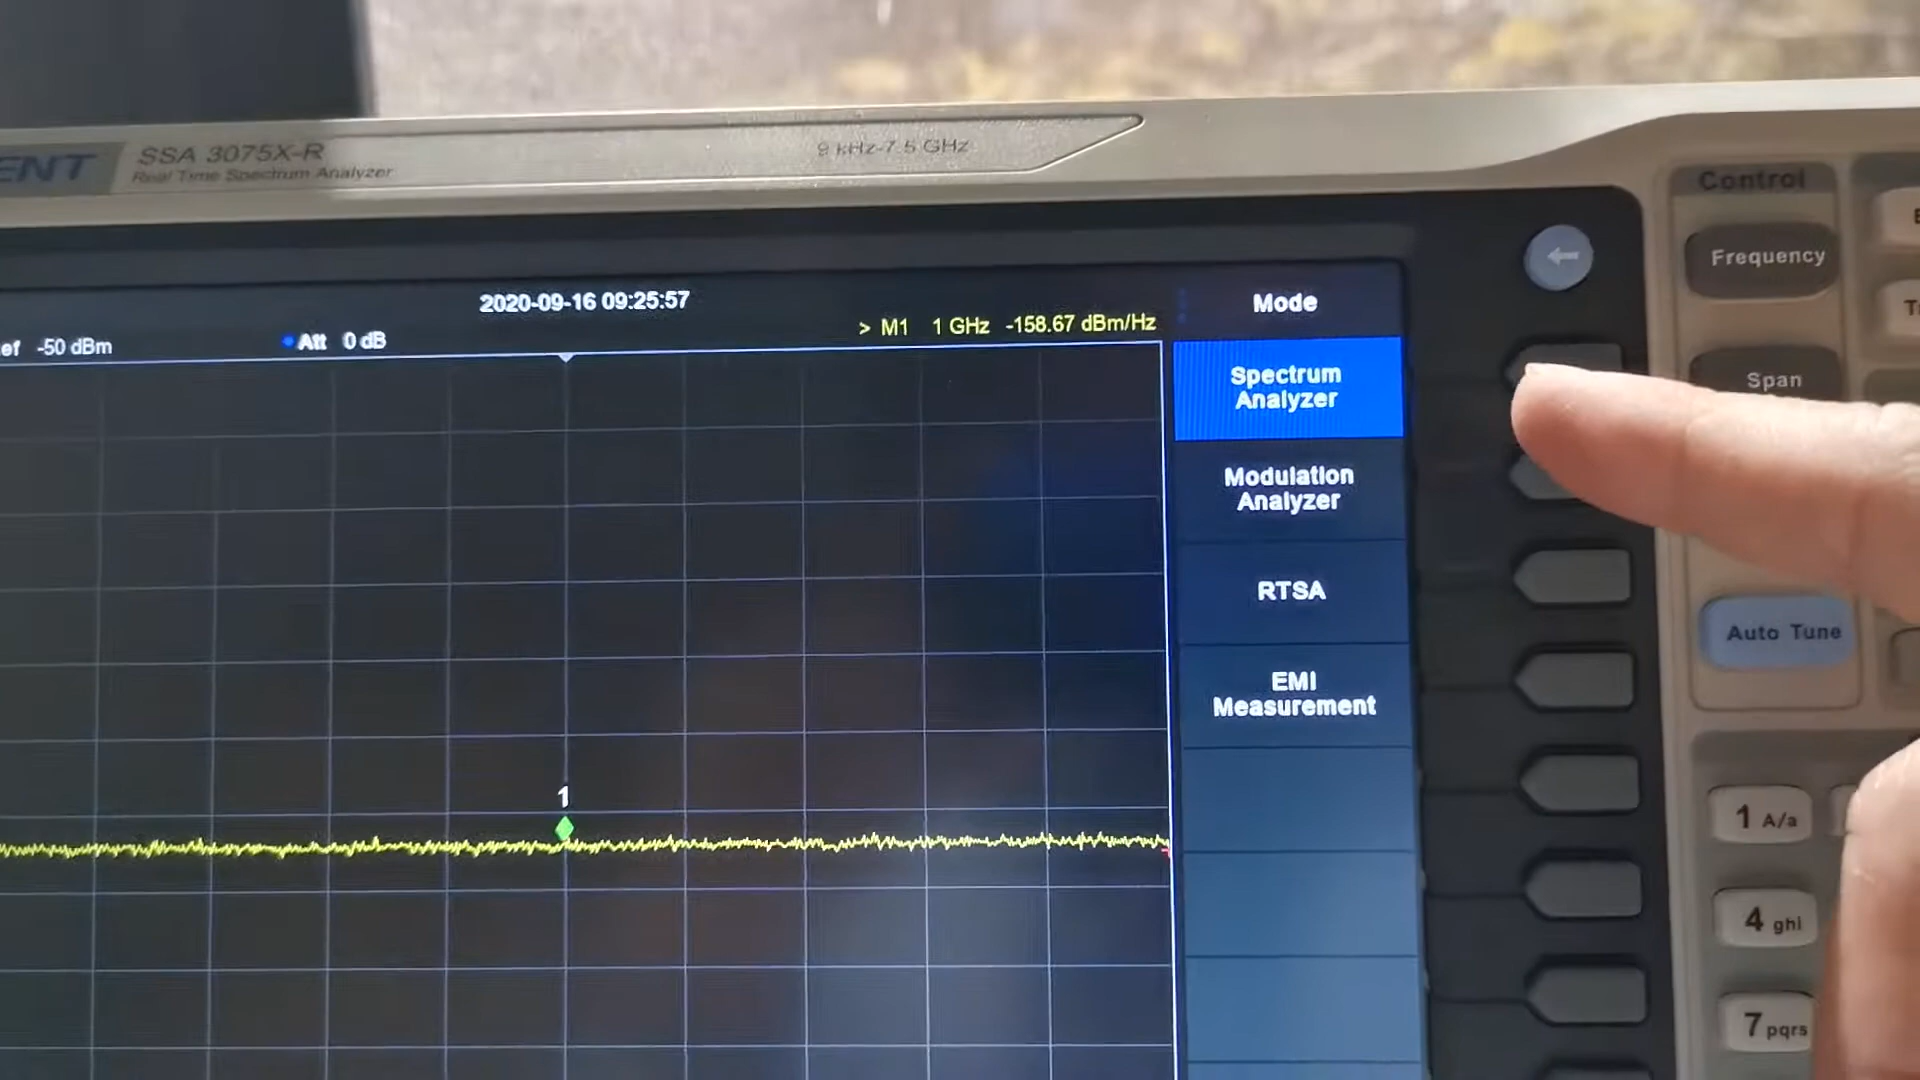 ENT
SSA 3075X-R
Real Time Spectrum Analyzer
9 kHz-7.5 GHz
Control
Frequency
Span
Auto Tune
1 A/a
4 ghi
7 pqrs
2020-09-16 09:25:57
ef -50 dBm
Att 0 dB
> M1 1 GHz -158.67 dBm/Hz
1
Mode
Spectrum
Analyzer
Modulation
Analyzer
RTSA
EMI
Measurement